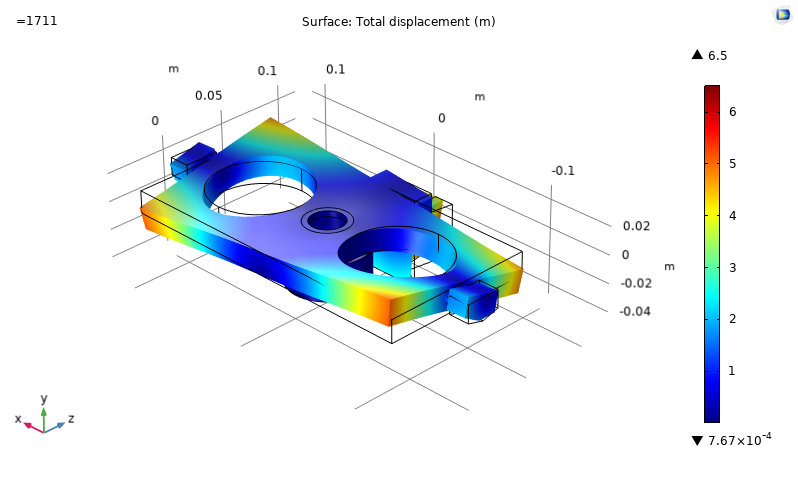 =1711
Surface: Total displacement (m)
m
0.1
0.1
0.05
m
0
0
-0.1
0.02
0
m
-0.02
-0.04
▲ 6.5
6
5
4
3
2
1
▼ 7.67×10⁻⁴
y
x
z